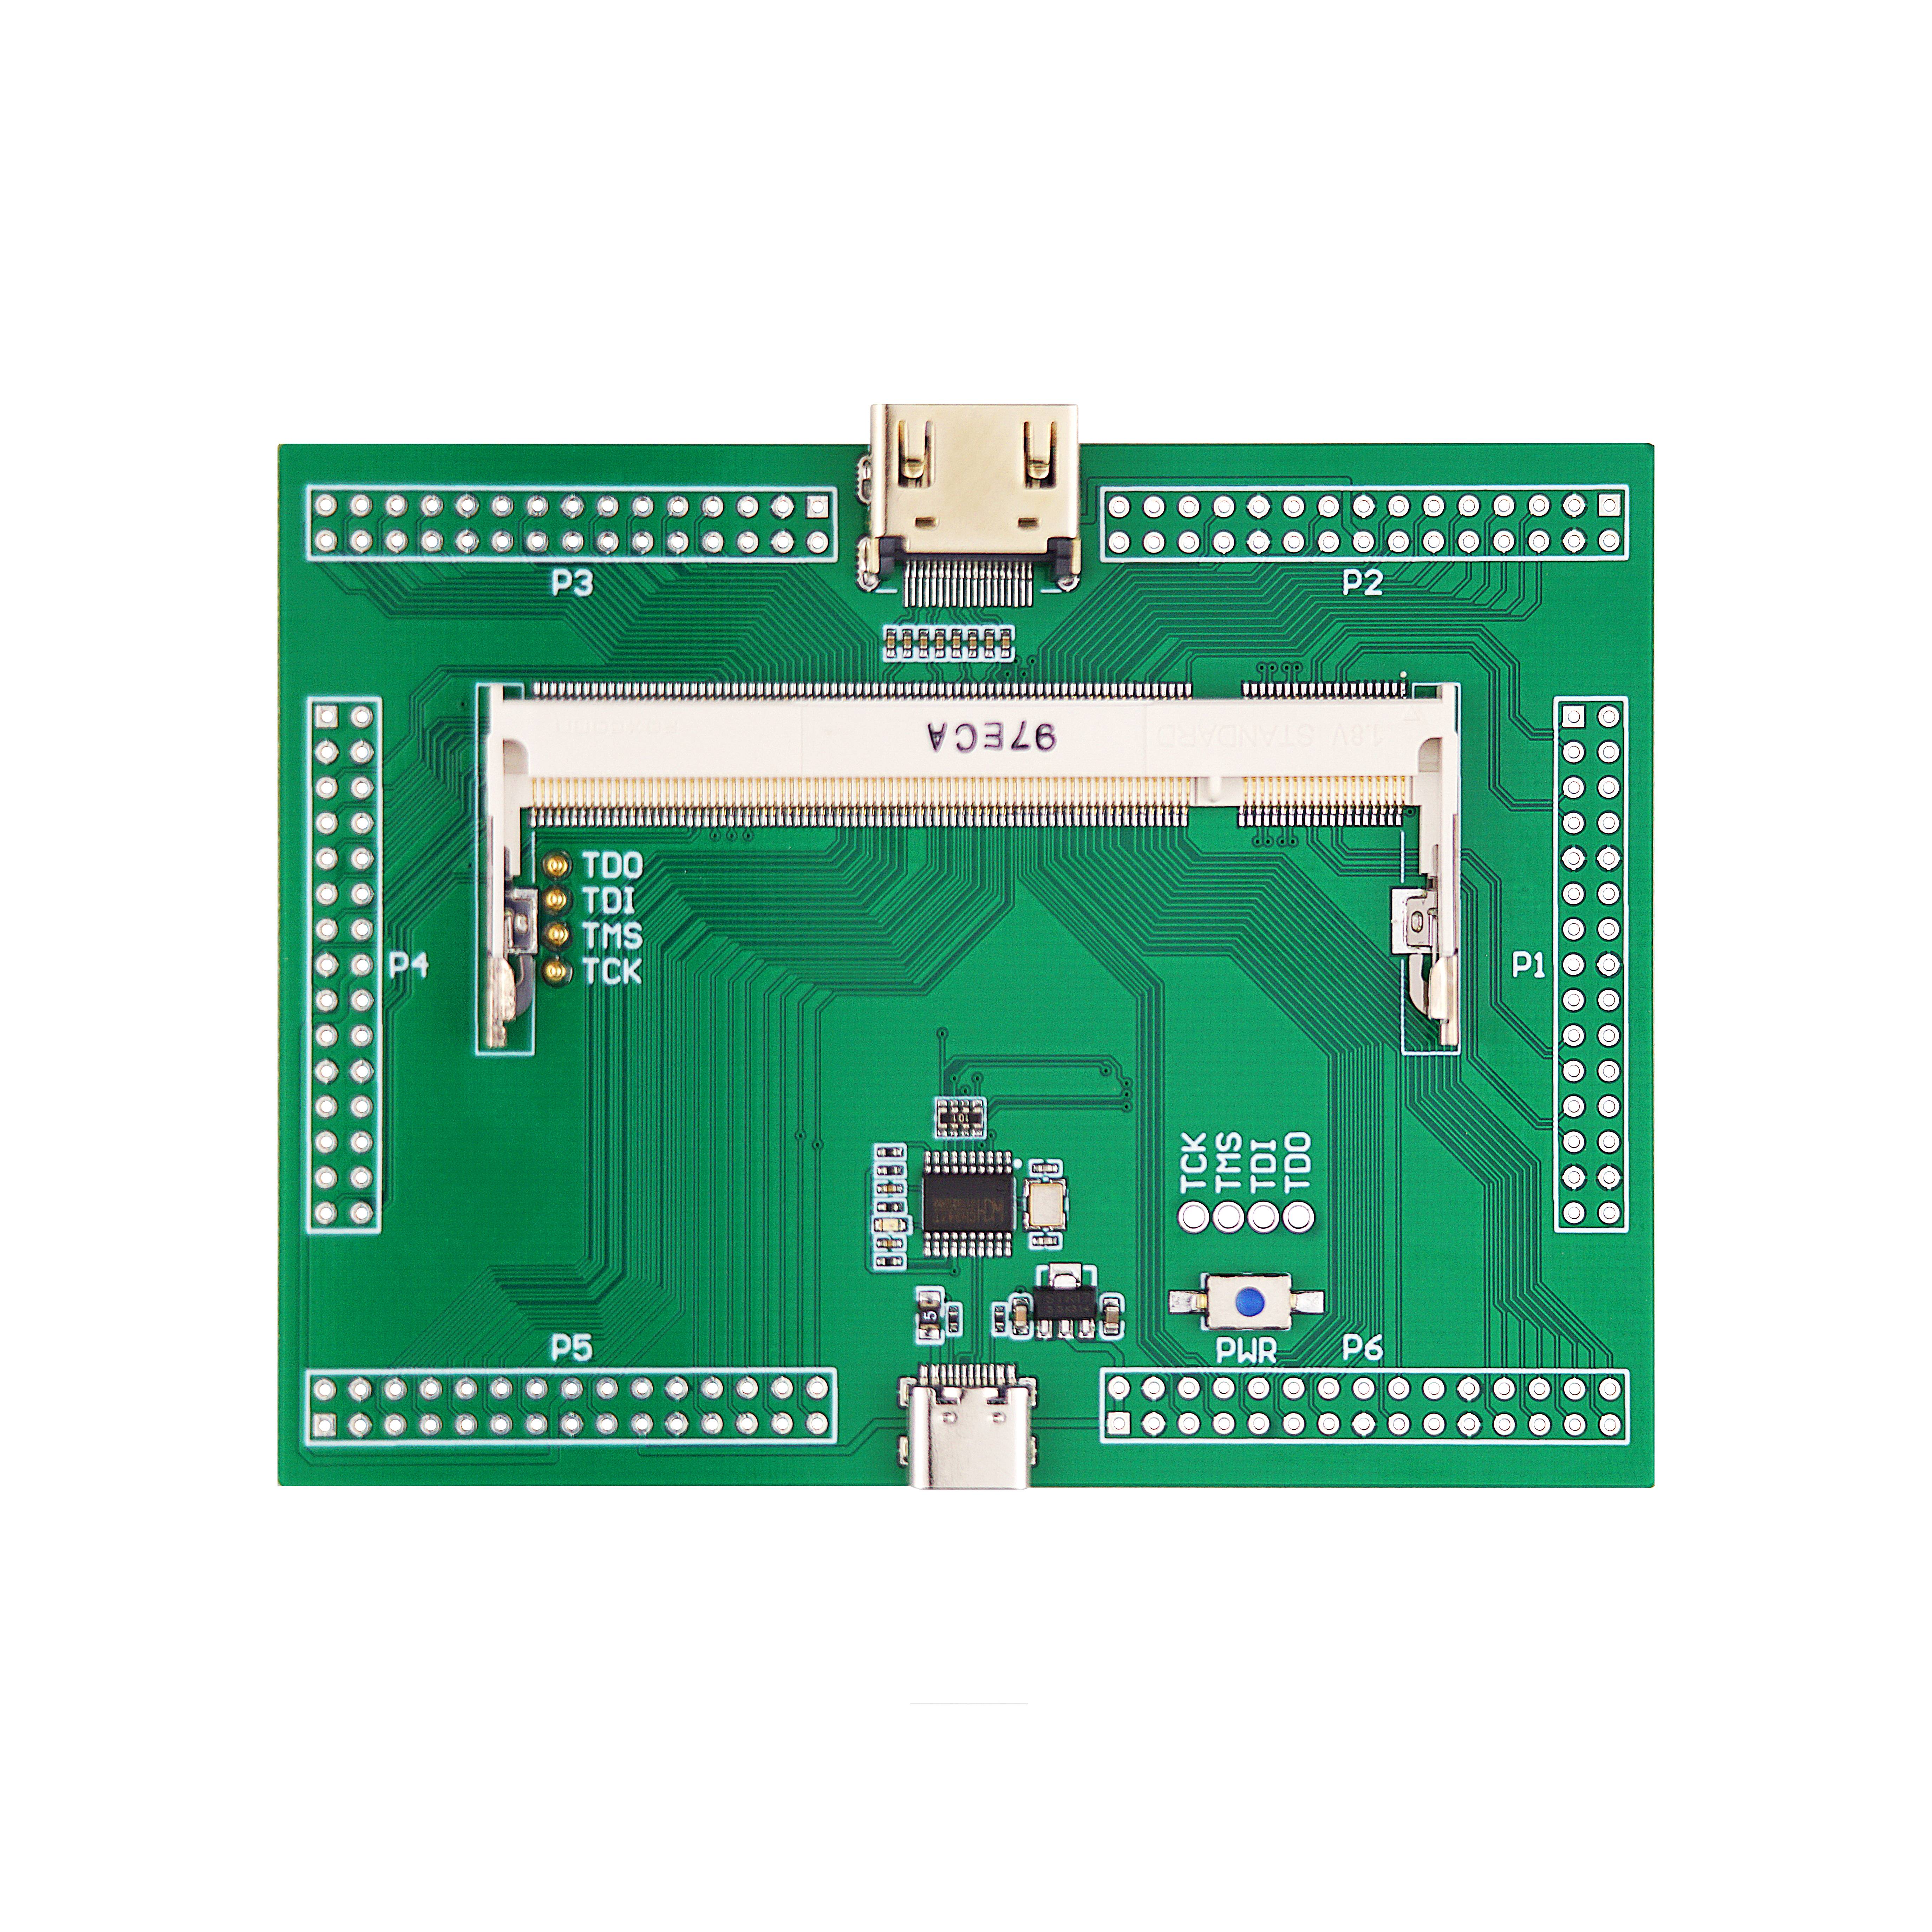 P3
P2
97ECA
1.8V STANDARD
TDO
TDI
TMS
TCK
P4
P1
TCK
TMS
TDI
TDO
P5
PWR
P6